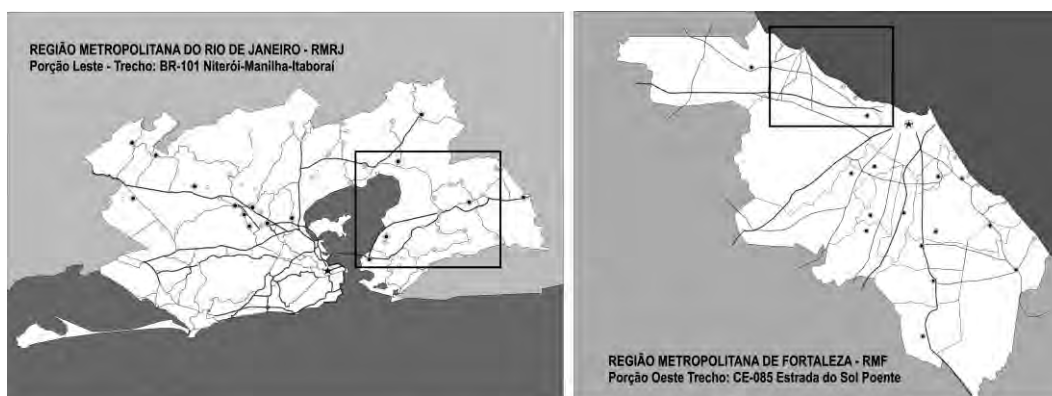 REGIÃO METROPOLITANA DO RIO DE JANEIRO - RMRJ
Porção Leste - Trecho: BR-101 Niterói-Manilha-Itaboraí
REGIÃO METROPOLITANA DE FORTALEZA - RMF
Porção Oeste Trecho: CE-085 Estrada do Sol Poente